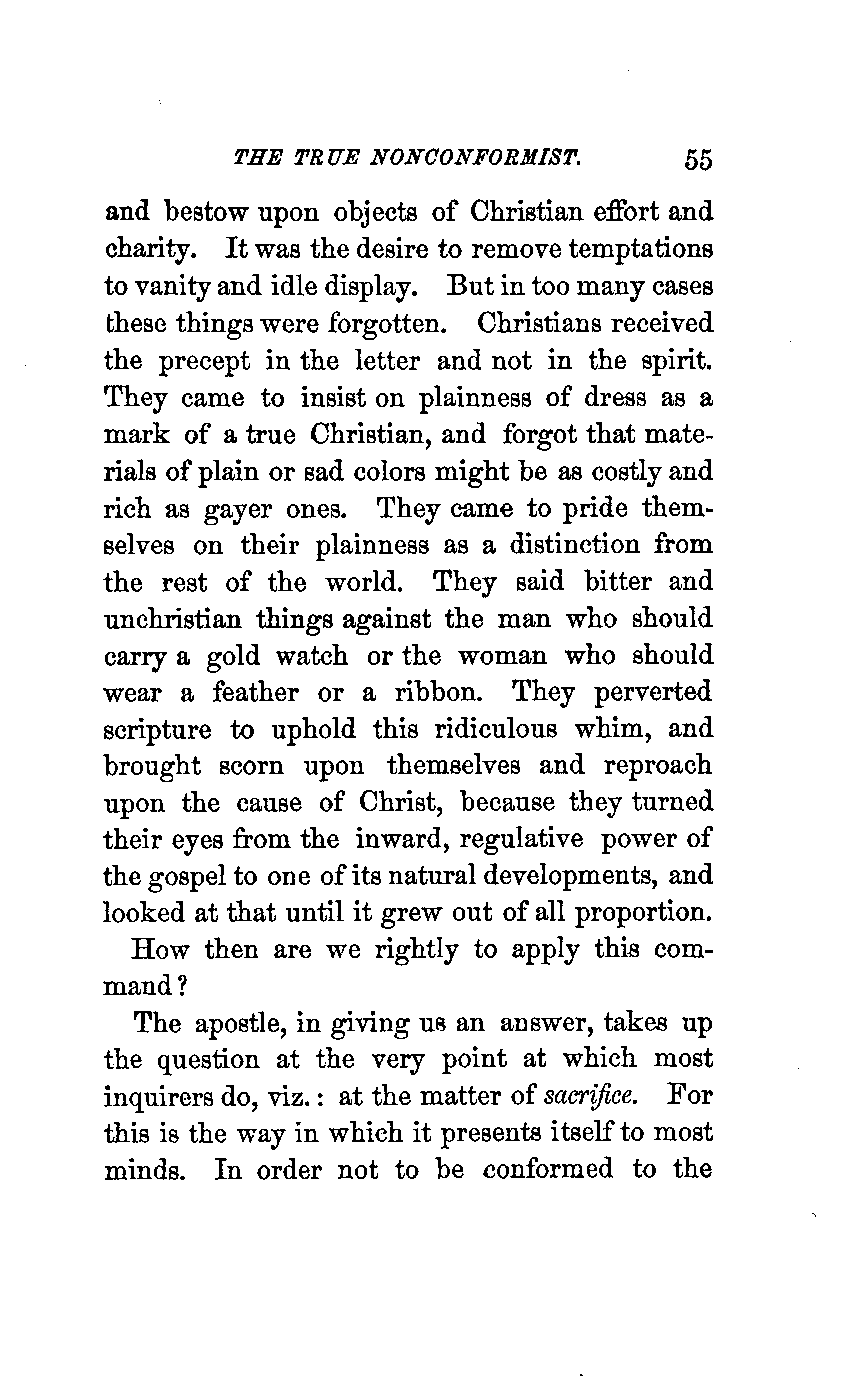 THE TRUE NONCONFORMIST. 55
and bestow upon objects of Christian effort and
charity. It was the desire to remove temptations
to vanity and idle display. But in too many cases
these things were forgotten. Christians received
the precept in the letter and not in the spirit.
They came to insist on plainness of dress as a
mark of a true Christian, and forgot that mate-
rials of plain or sad colors might be as costly and
rich as gayer ones. They came to pride them-
selves on their plainness as a distinction from
the rest of the world. They said bitter and
unchristian things against the man who should
carry a gold watch or the woman who should
wear a feather or a ribbon. They perverted
scripture to uphold this ridiculous whim, and
brought scorn upon themselves and reproach
upon the cause of Christ, because they turned
their eyes from the inward, regulative power of
the gospel to one of its natural developments, and
looked at that until it grew out of all proportion.
How then are we rightly to apply this com-
mand?
The apostle, in giving us an answer, takes up
the question at the very point at which most
inquirers do, viz.: at the matter of sacrifice. For
this is the way in which it presents itself to most
minds. In order not to be conformed to the